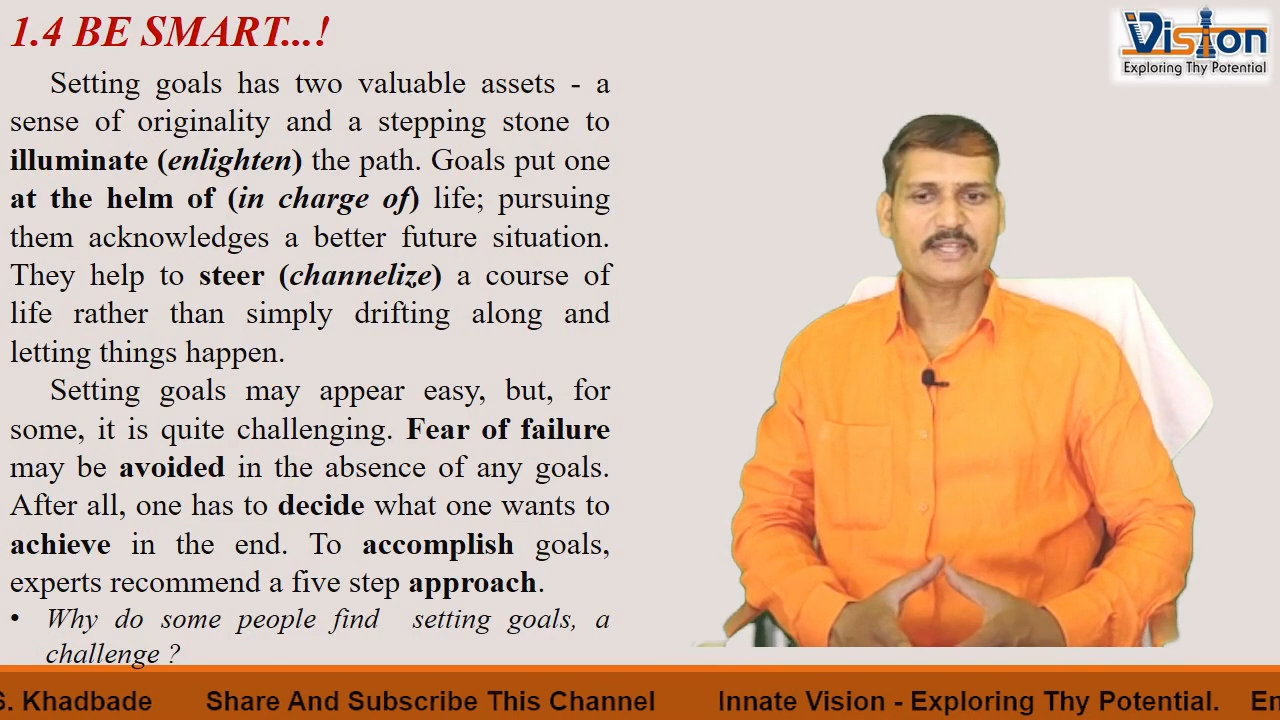 1.4 BE SMART...!
Setting goals has two valuable assets - a
sense of originality and a stepping stone to
illuminate (enlighten) the path. Goals put one
at the helm of (in charge of) life; pursuing
them acknowledges a better future situation.
They help to steer (channelize) a course of
life rather than simply drifting along and
letting things happen.
Setting goals may appear easy, but, for
some, it is quite challenging. Fear of failure
may be avoided in the absence of any goals.
After all, one has to decide what one wants to
achieve in the end. To accomplish goals,
experts recommend a five step approach.
• Why do some people find setting goals, a
challenge ?
Vision
Exploring Thy Potential
S. Khadbade Share And Subscribe This Channel Innate Vision - Exploring Thy Potential. En